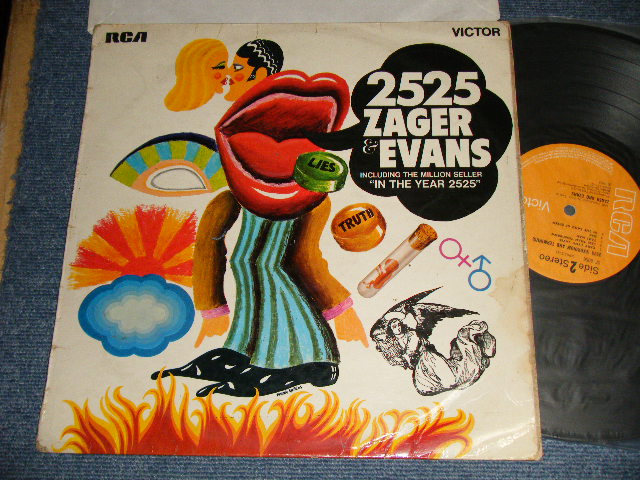 RCA
VICTOR
2525
ZAGER
& EVANS
INCLUDING THE MILLION SELLER
"IN THE YEAR 2525"
LIES
TRUTH
RCA
Victor
Side 2 Stereo